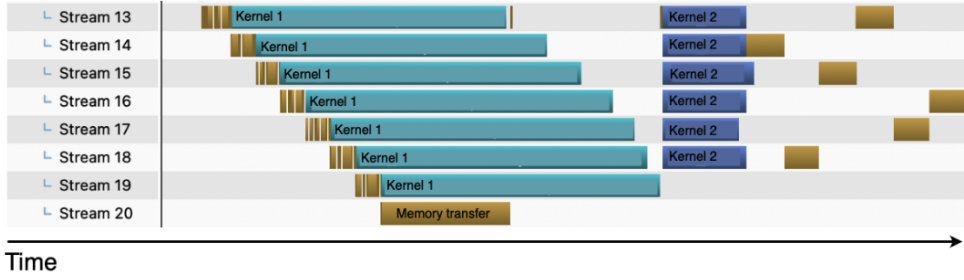 Stream 13 Kernel 1 Kernel 2
Stream 14 Kernel 1 Kernel 2
Stream 15 Kernel 1 Kernel 2
Stream 16 Kernel 1 Kernel 2
Stream 17 Kernel 1 Kernel 2
Stream 18 Kernel 1 Kernel 2
Stream 19 Kernel 1
Stream 20 Memory transfer
Time